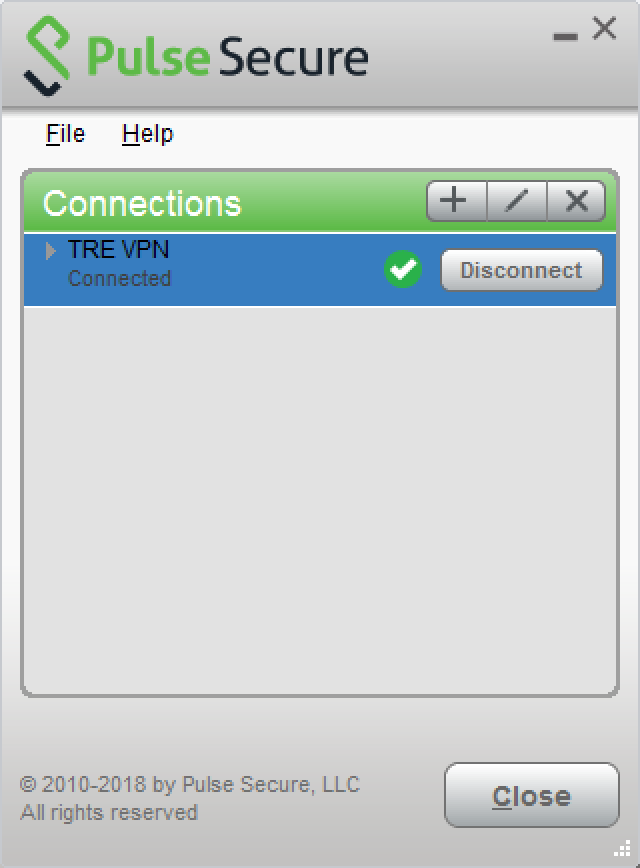 Pulse Secure
File Help
Connections
TRE VPN
Connected
Disconnect
© 2010-2018 by Pulse Secure, LLC
All rights reserved
Close